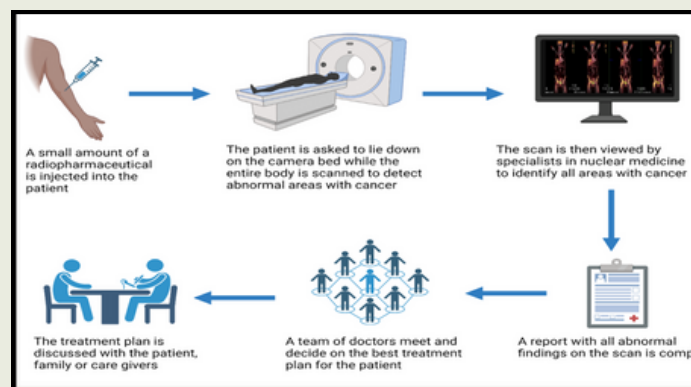 A small amount of a
radiopharmaceutical
is injected into the
patient
The patient is asked to lie down
on the camera bed while the
entire body is scanned to detect
abnormal areas with cancer
The scan is then viewed by
specialists in nuclear medicine
to identify all areas with cancer
A report with all abnormal
findings on the scan is
A team of doctors meet and
decide on the best treatment
plan for the patient
The treatment plan is
discussed with the patient,
family or care givers